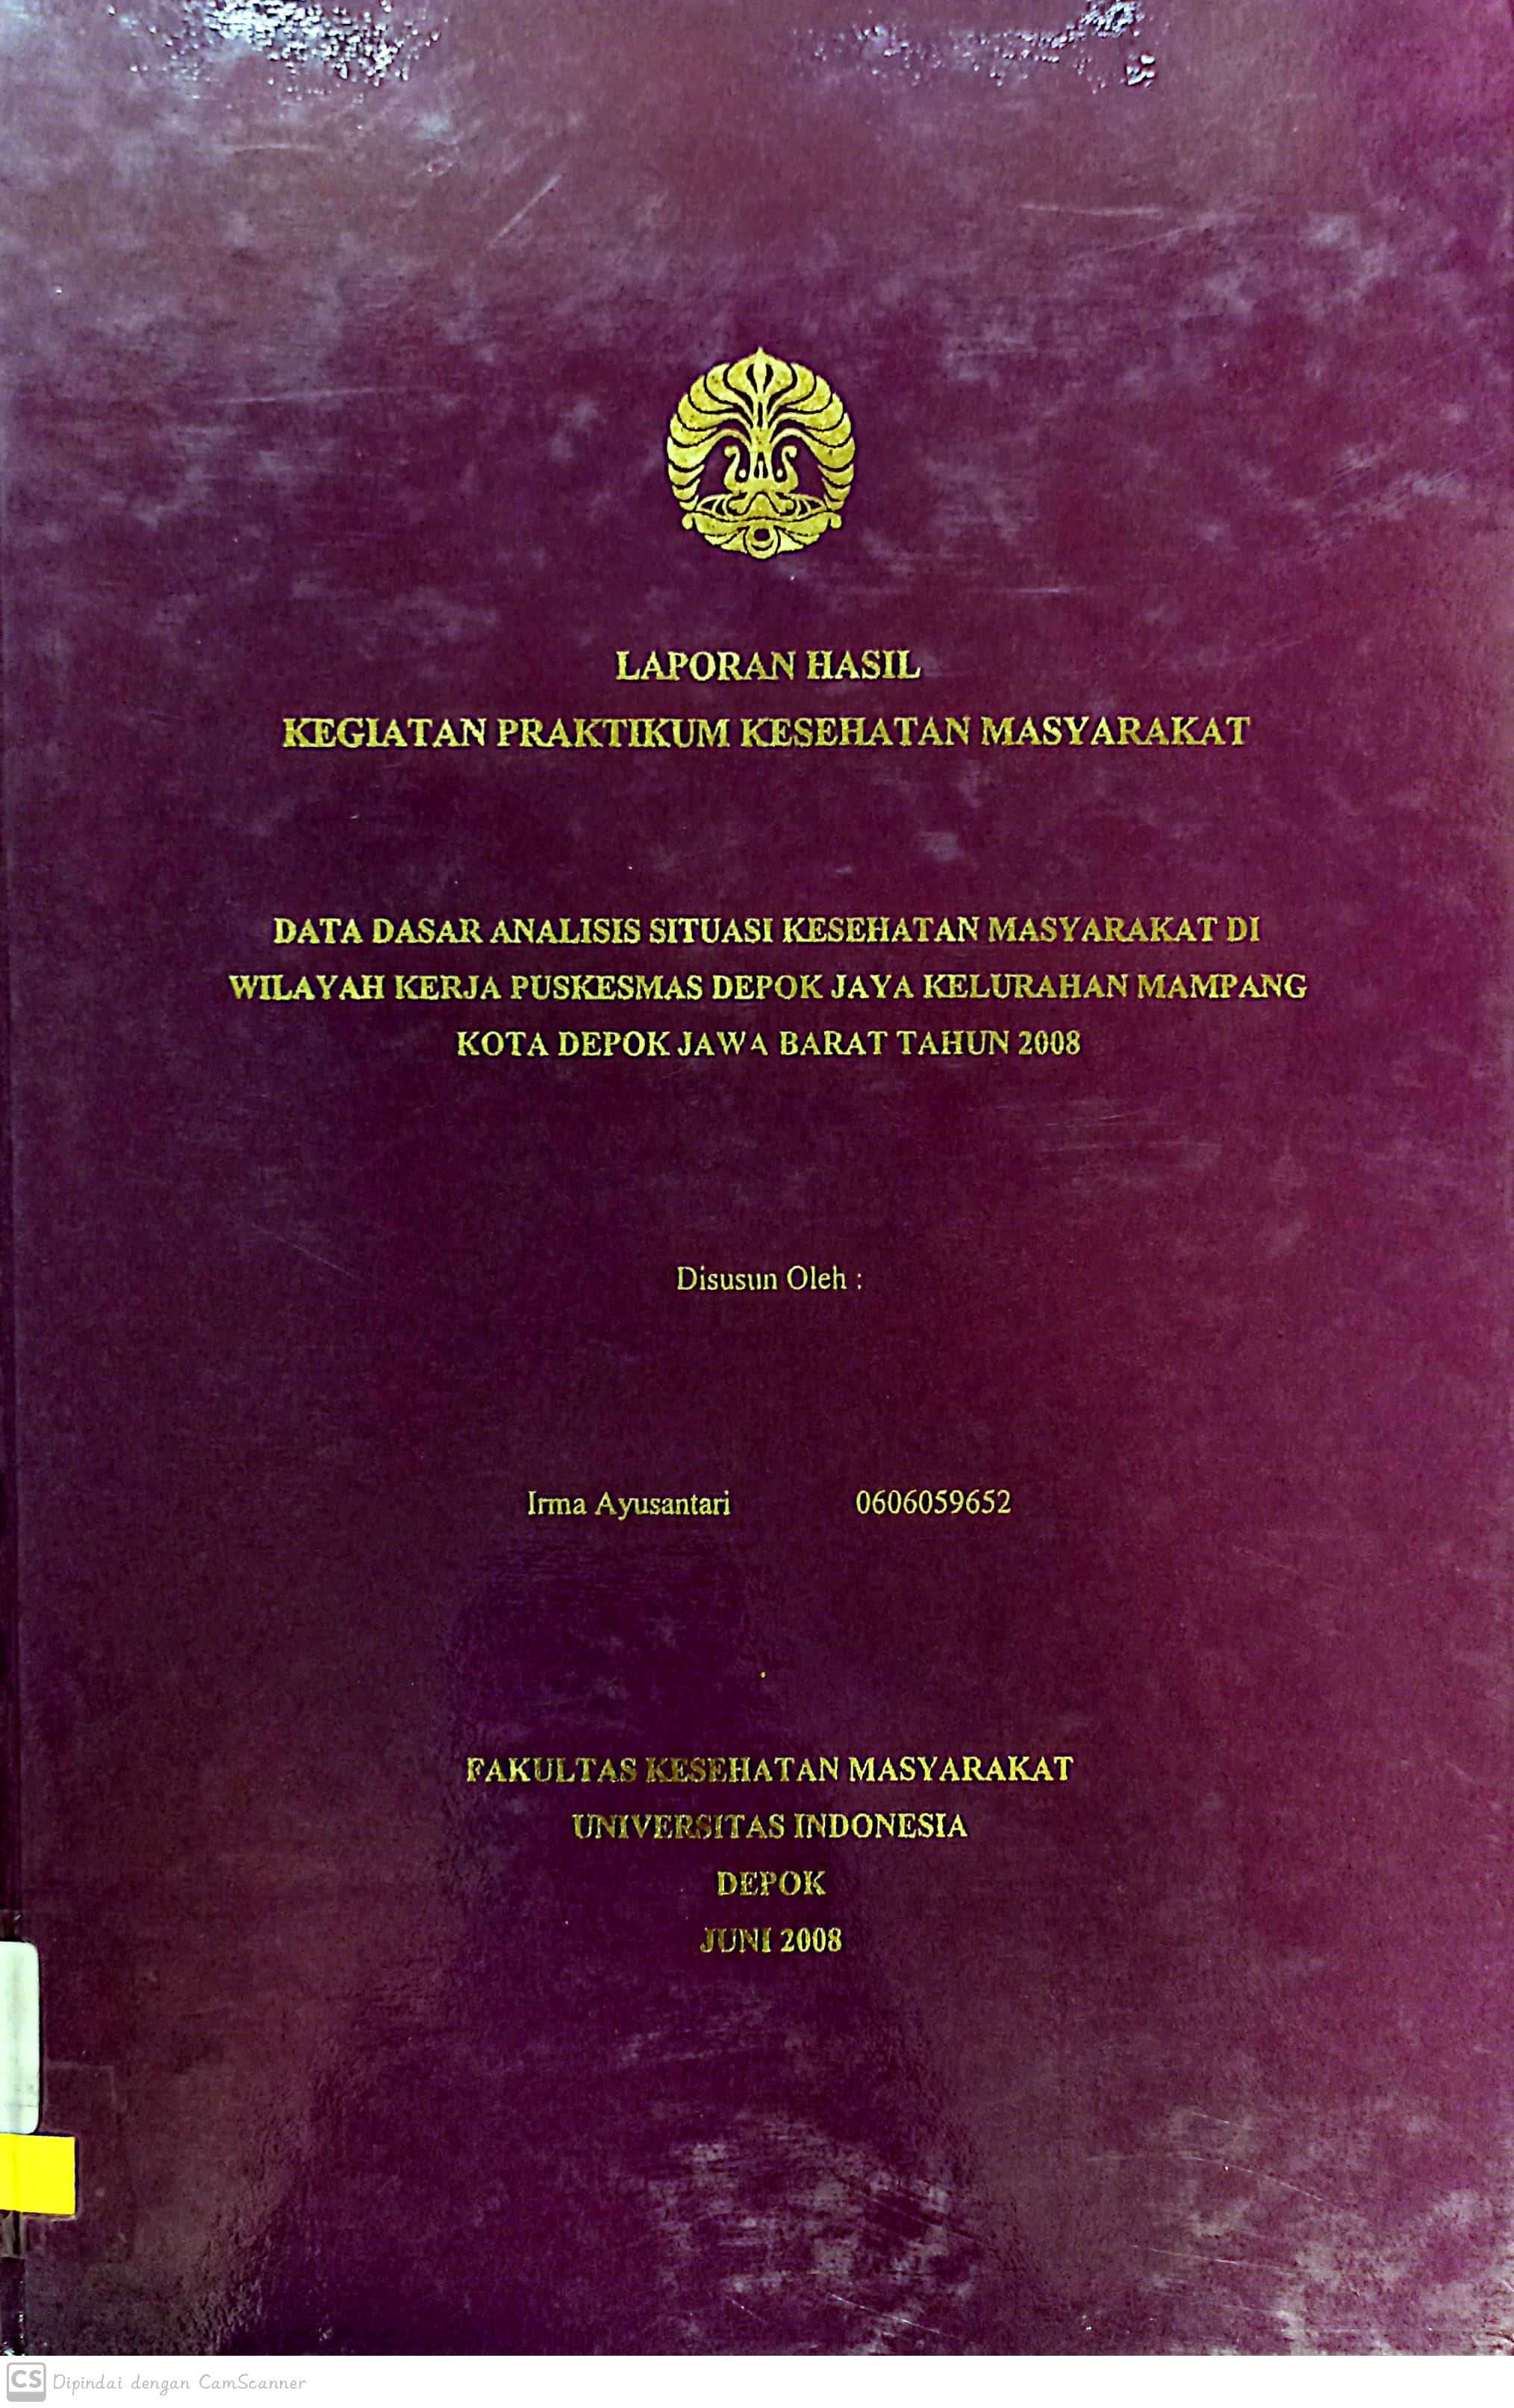 LAPORAN HASIL
KEGIATAN PRAKTIKUM KESEHATAN MASYARAKAT
DATA DASAR ANALISIS SITUASI KESEHATAN MASYARAKAT DI
WILAYAH KERJA PUSKESMAS DEPOK JAYA KELURAHAN MAMPANG
KOTA DEPOK JAWA BARAT TAHUN 2008
Disusun Oleh :
Irma Ayusantari 0606059652
FAKULTAS KESEHATAN MASYARAKAT
UNIVERSITAS INDONESIA
DEPOK
JUNI 2008
CS Dipindai dengan CamScanner